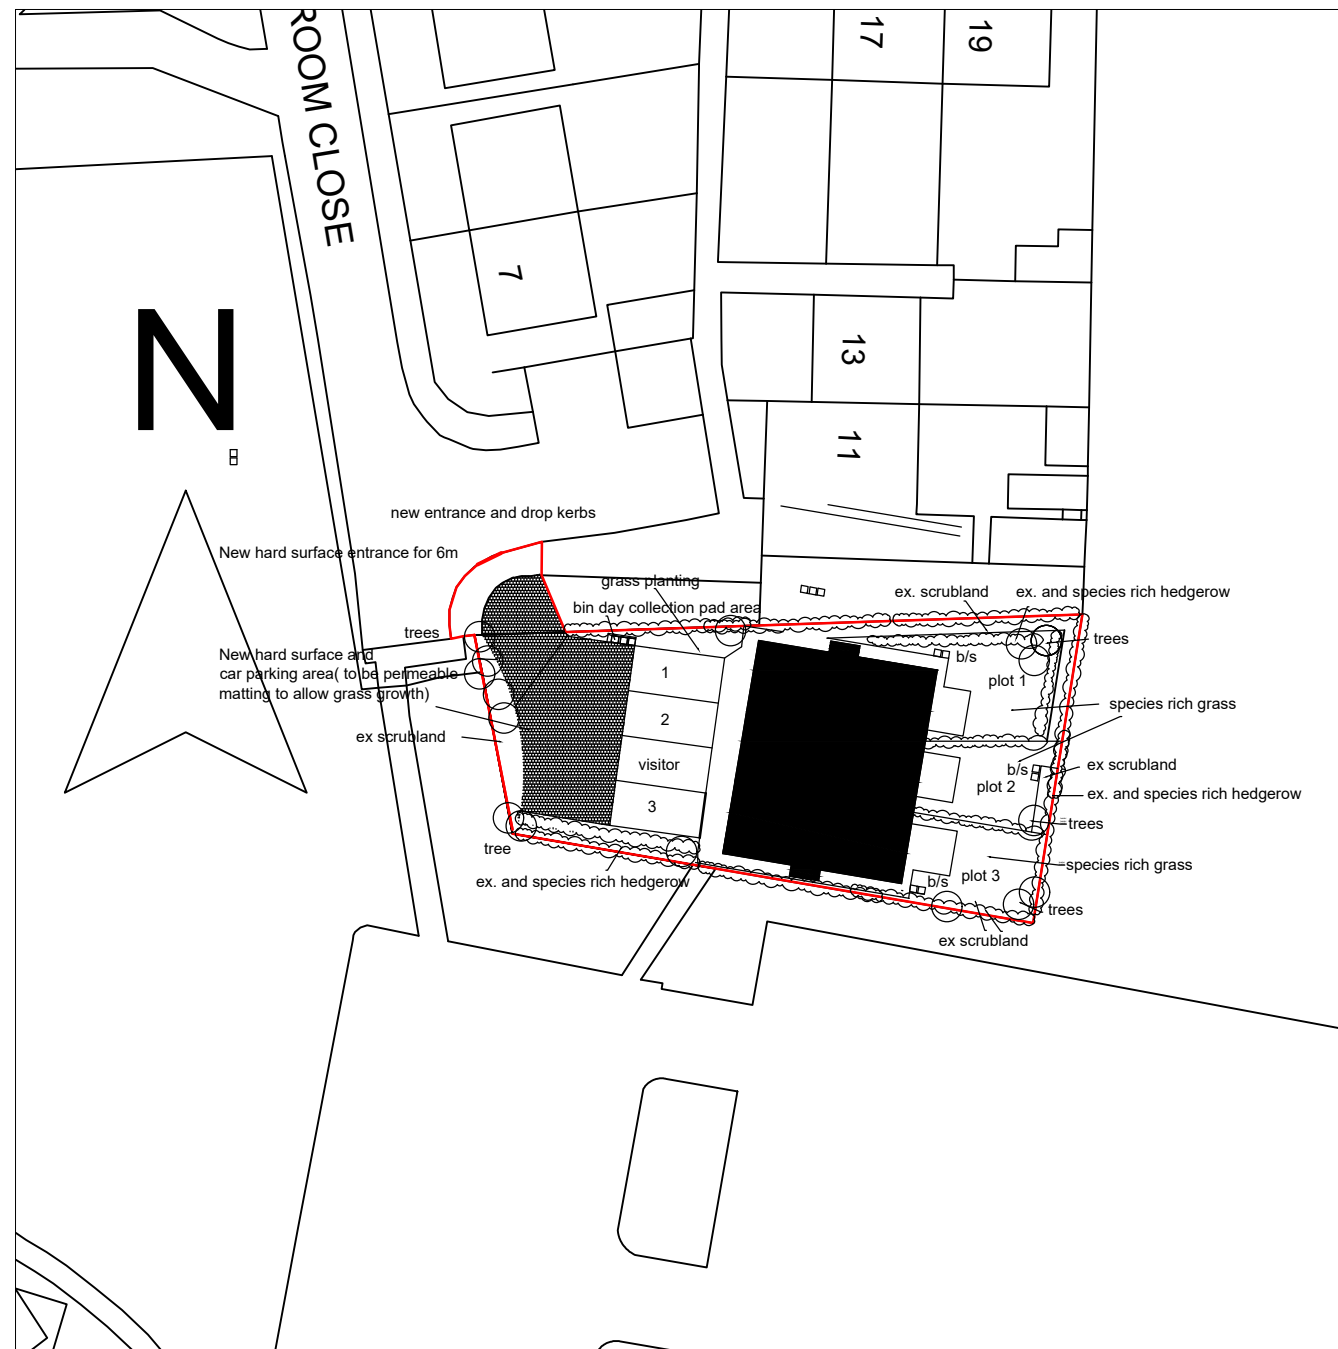 17
19
ROOM CLOSE
7
N
13
11
new entrance and drop kerbs
New hard surface entrance for 6m
grass planting
bin day collection pad area
ex. scrubland
ex. and species rich hedgerow
trees
trees
b/s
New hard surface and
car parking area( to be permeable
matting to allow grass growth)
1
plot 1
species rich grass
2
ex scrubland
visitor
b/s
ex scrubland
plot 2
ex. and species rich hedgerow
3
trees
tree
species rich grass
ex. and species rich hedgerow
b/s
plot 3
trees
ex scrubland